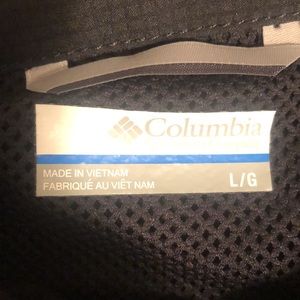 Columbia
MADE IN VIETNAM
FABRIQUÉ AU VIÊT NAM
L/G